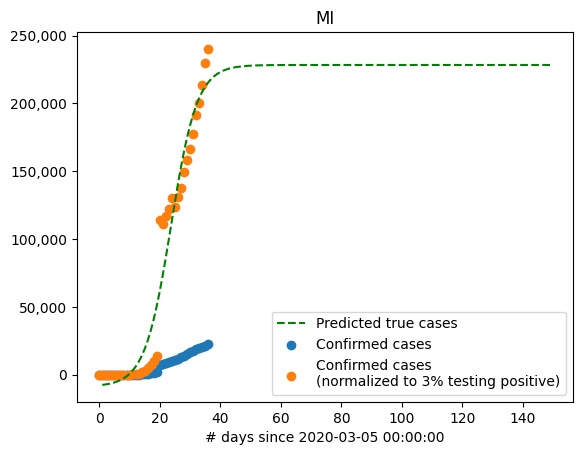 MI
250,000
200,000
150,000
100,000
50,000
0
0 20 40 60 80 100 120 140
# days since 2020-03-05 00:00:00
Predicted true cases
Confirmed cases
Confirmed cases
(normalized to 3% testing positive)